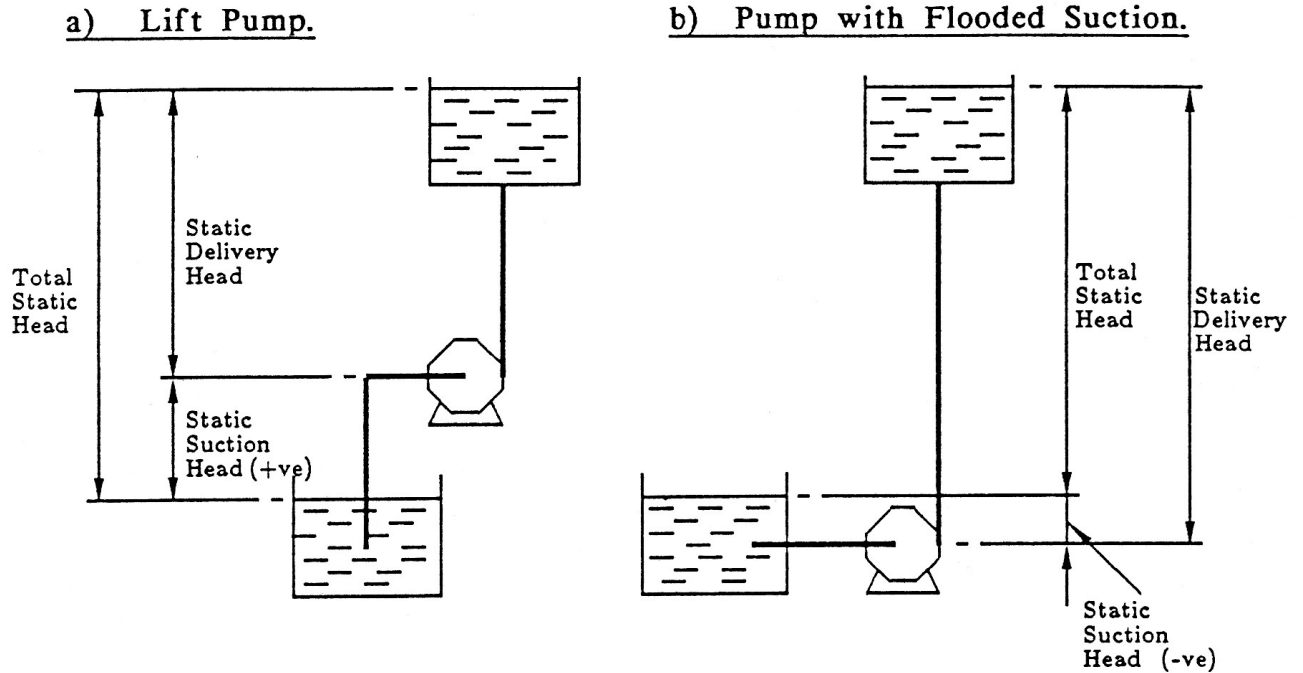 a) Lift Pump.
Static
Delivery
Head
Total
Static
Head
Static
Suction
Head (+ve)
b) Pump with Flooded Suction.
Total
Static
Head
Static
Delivery
Head
Static
Suction
Head (-ve)